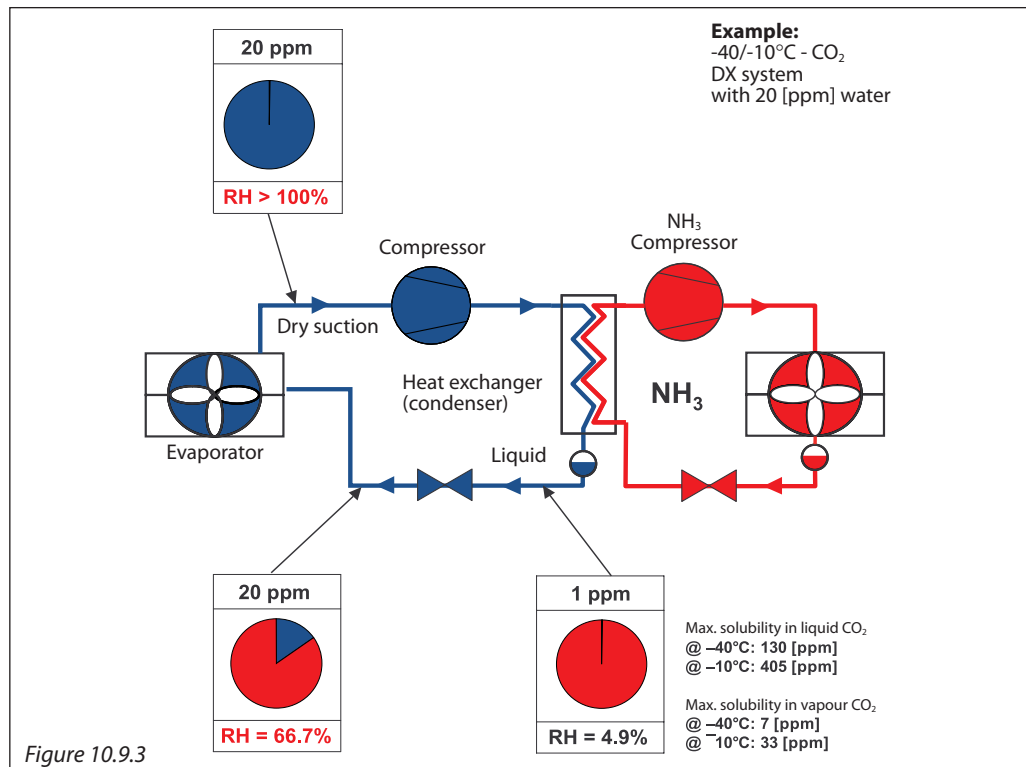 20 ppm
RH > 100%
Example:
-40/-10°C - CO₂
DX system
with 20 [ppm] water
Compressor
NH₃
Compressor
Dry suction
Heat exchanger
(condenser)
NH₃
Evaporator
Liquid
20 ppm
RH = 66.7%
1 ppm
RH = 4.9%
Max. solubility in liquid CO₂
@ –40°C: 130 [ppm]
@ –10°C: 405 [ppm]
Max. solubility in vapour CO₂
@ –40°C: 7 [ppm]
@ ¯10°C: 33 [ppm]
Figure 10.9.3